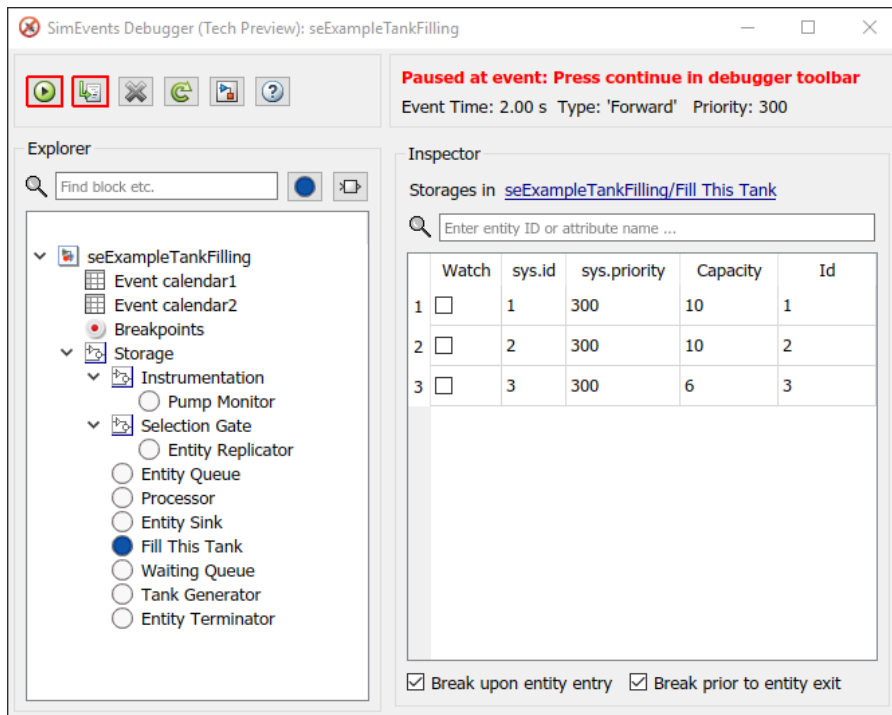 SimEvents Debugger (Tech Preview): seExampleTankFilling
Paused at event: Press continue in debugger toolbar
Event Time: 2.00 s Type: 'Forward' Priority: 300
Explorer
Find block etc.
seExampleTankFilling
Event calendar1
Event calendar2
Breakpoints
Storage
Instrumentation
Pump Monitor
Selection Gate
Entity Replicator
Entity Queue
Processor
Entity Sink
Fill This Tank
Waiting Queue
Tank Generator
Entity Terminator
Inspector
Storages in seExampleTankFilling/Fill This Tank
Enter entity ID or attribute name ...
Watch sys.id sys.priority Capacity Id
1 1 300 10 1
2 2 300 10 2
3 3 300 6 3
Break upon entity entry Break prior to entity exit